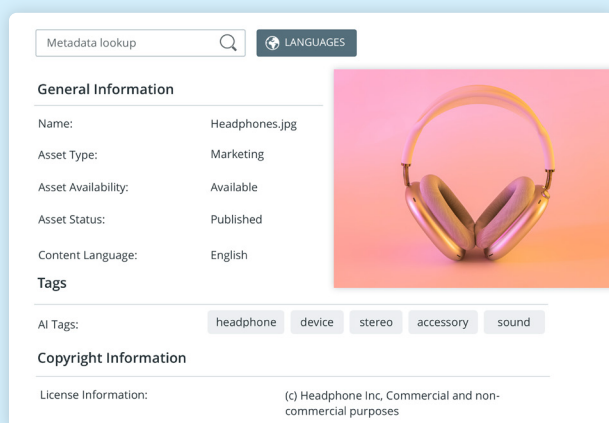 Metadata lookup
LANGUAGES
General Information
Name: Headphones.jpg
Asset Type: Marketing
Asset Availability: Available
Asset Status: Published
Content Language: English
Tags
AI Tags: headphone device stereo accessory sound
Copyright Information
License Information: (c) Headphone Inc, Commercial and non-
commercial purposes